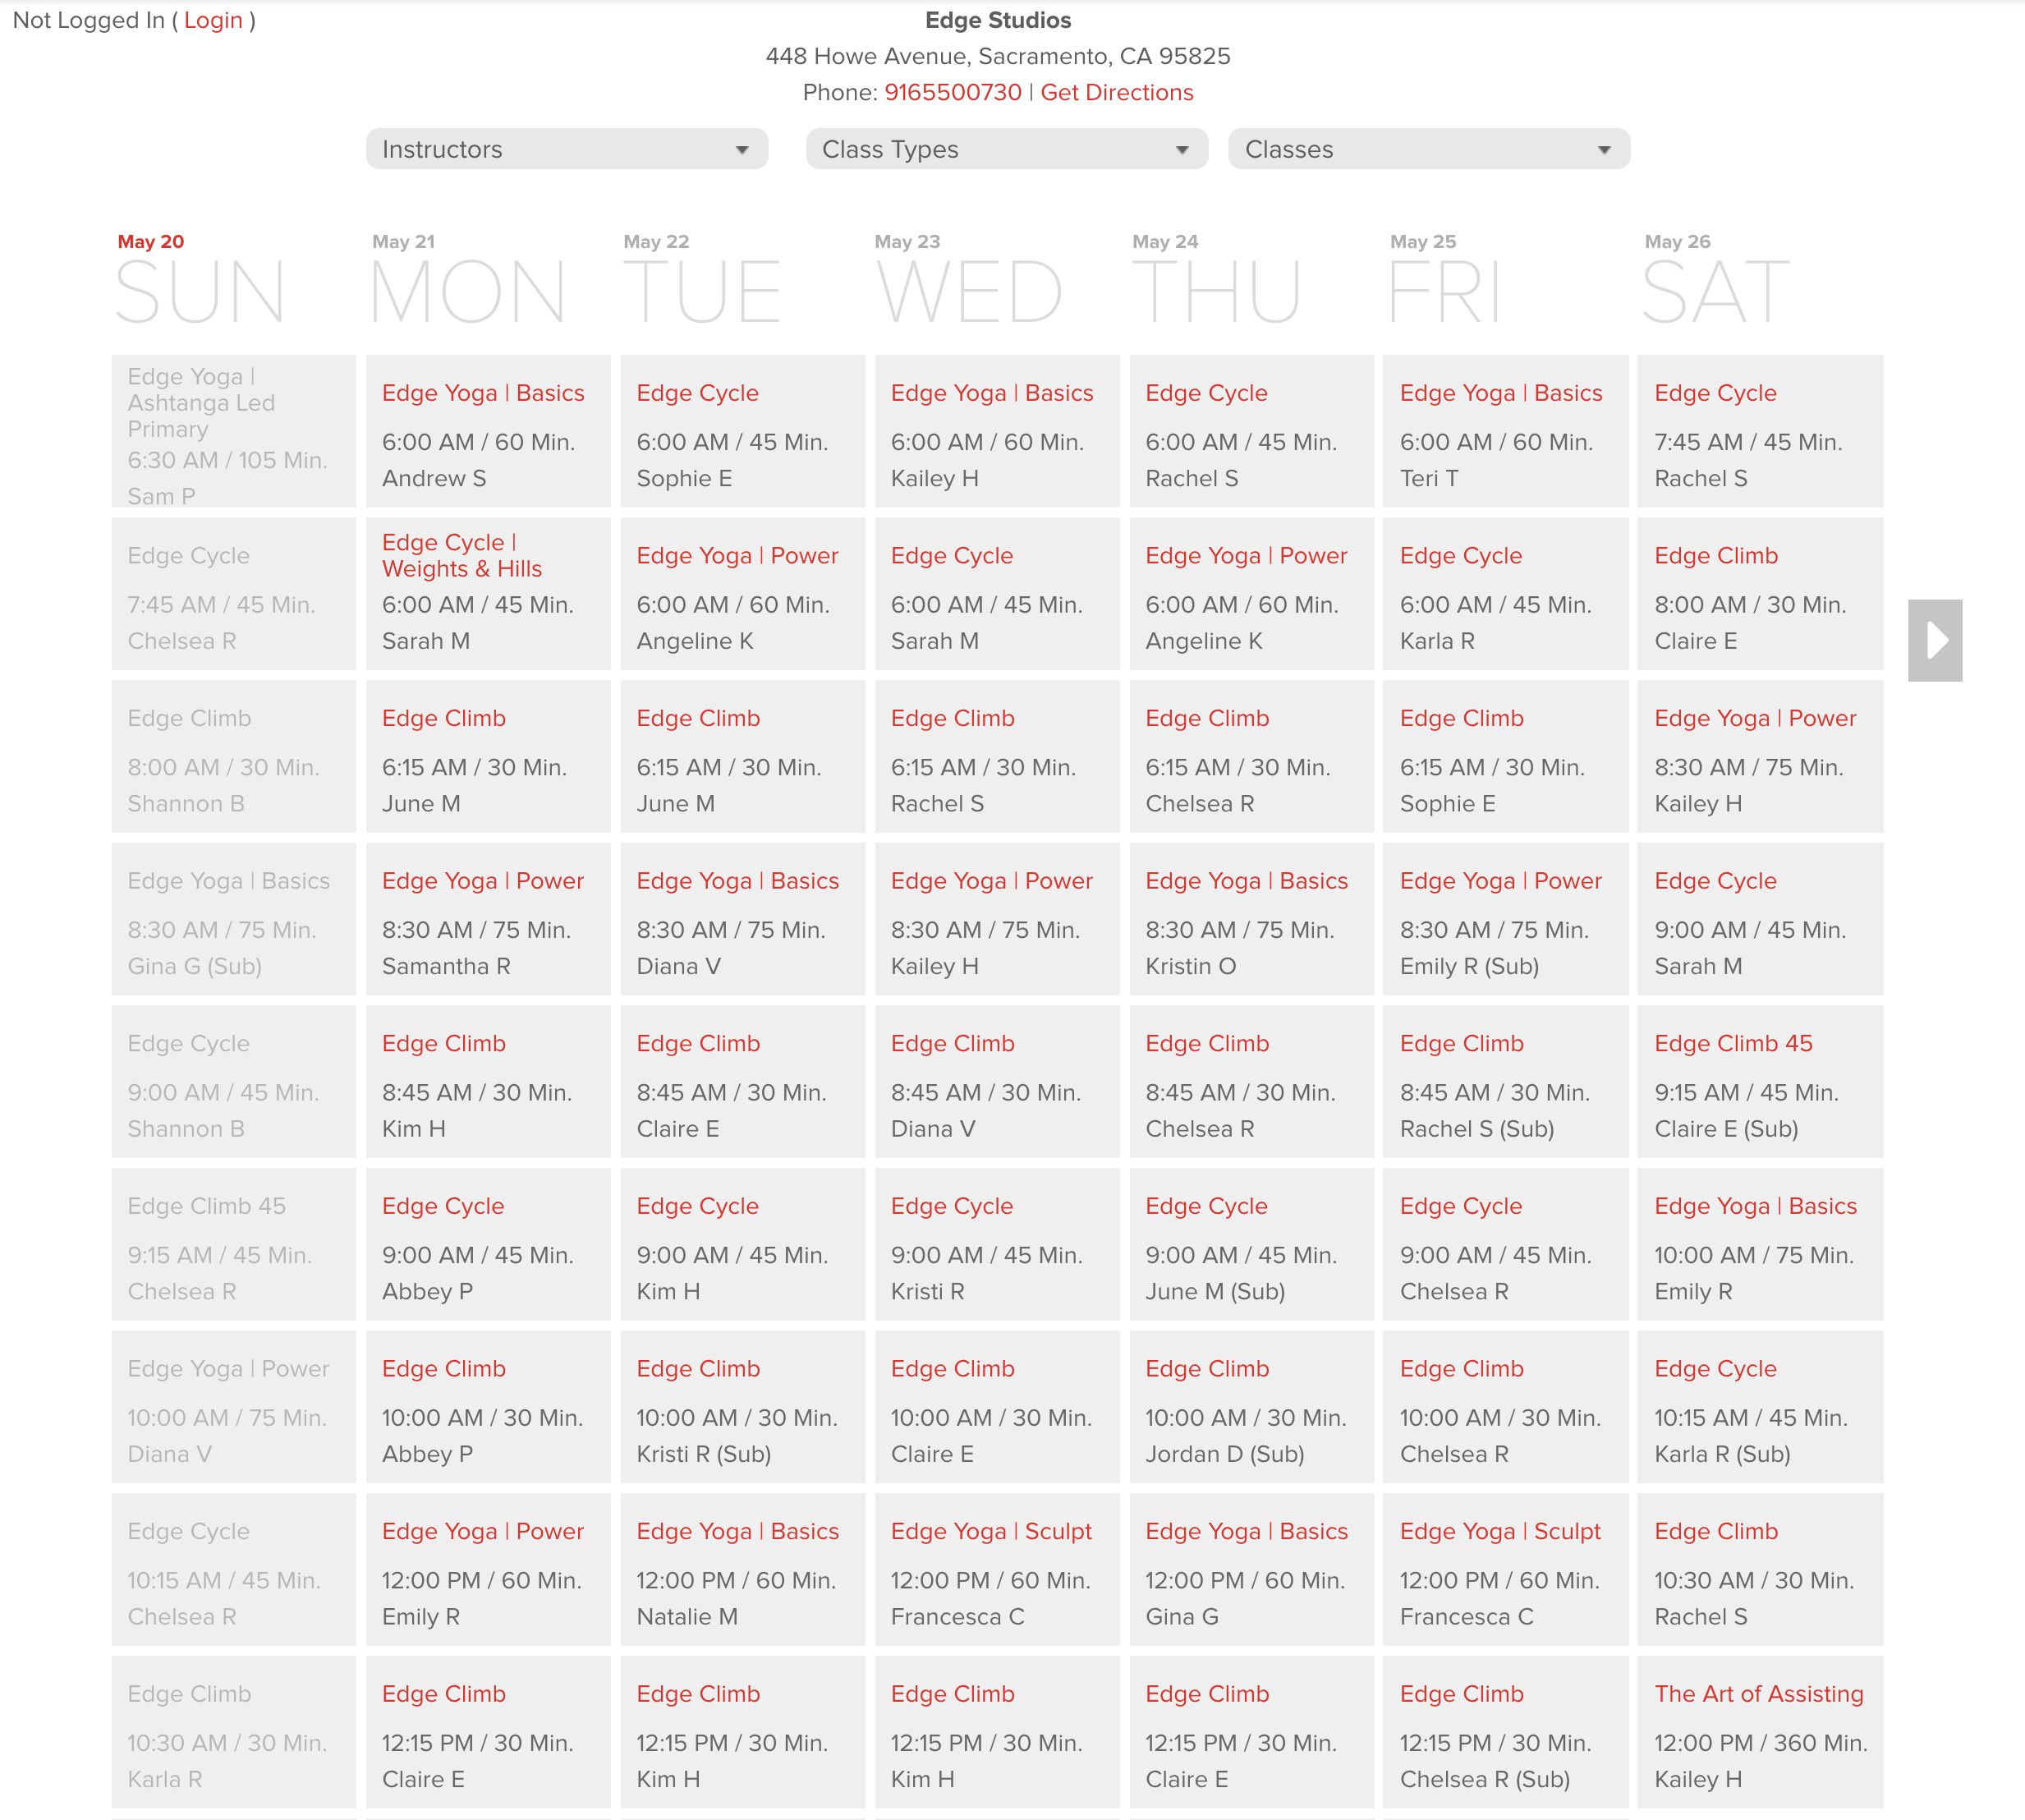 Not Logged In ( Login )
Edge Studios
448 Howe Avenue, Sacramento, CA 95825
Phone: 9165500730 | Get Directions
Instructors
Class Types
Classes
May 20
SUN
May 21
MON
May 22
TUE
May 23
WED
May 24
THU
May 25
FRI
May 26
SAT
Edge Yoga |
Ashtanga Led
Primary
6:30 AM / 105 Min.
Sam P
Edge Yoga | Basics
6:00 AM / 60 Min.
Andrew S
Edge Cycle
6:00 AM / 45 Min.
Sophie E
Edge Yoga | Basics
6:00 AM / 60 Min.
Kailey H
Edge Cycle
6:00 AM / 45 Min.
Rachel S
Edge Yoga | Basics
6:00 AM / 60 Min.
Teri T
Edge Cycle
7:45 AM / 45 Min.
Rachel S
Edge Cycle
7:45 AM / 45 Min.
Chelsea R
Edge Cycle |
Weights & Hills
6:00 AM / 45 Min.
Sarah M
Edge Yoga | Power
6:00 AM / 60 Min.
Angeline K
Edge Cycle
6:00 AM / 45 Min.
Sarah M
Edge Yoga | Power
6:00 AM / 60 Min.
Angeline K
Edge Cycle
6:00 AM / 45 Min.
Karla R
Edge Climb
8:00 AM / 30 Min.
Claire E
Edge Climb
8:00 AM / 30 Min.
Shannon B
Edge Climb
6:15 AM / 30 Min.
June M
Edge Climb
6:15 AM / 30 Min.
June M
Edge Climb
6:15 AM / 30 Min.
Rachel S
Edge Climb
6:15 AM / 30 Min.
Chelsea R
Edge Climb
6:15 AM / 30 Min.
Sophie E
Edge Yoga | Power
8:30 AM / 75 Min.
Kailey H
Edge Yoga | Basics
8:30 AM / 75 Min.
Gina G (Sub)
Edge Yoga | Power
8:30 AM / 75 Min.
Samantha R
Edge Yoga | Basics
8:30 AM / 75 Min.
Diana V
Edge Yoga | Power
8:30 AM / 75 Min.
Kailey H
Edge Yoga | Basics
8:30 AM / 75 Min.
Kristin O
Edge Yoga | Power
8:30 AM / 75 Min.
Emily R (Sub)
Edge Cycle
9:00 AM / 45 Min.
Sarah M
Edge Cycle
9:00 AM / 45 Min.
Shannon B
Edge Climb
8:45 AM / 30 Min.
Kim H
Edge Climb
8:45 AM / 30 Min.
Claire E
Edge Climb
8:45 AM / 30 Min.
Diana V
Edge Climb
8:45 AM / 30 Min.
Chelsea R
Edge Climb
8:45 AM / 30 Min.
Rachel S (Sub)
Edge Climb 45
9:15 AM / 45 Min.
Claire E (Sub)
Edge Climb 45
9:15 AM / 45 Min.
Chelsea R
Edge Cycle
9:00 AM / 45 Min.
Abbey P
Edge Cycle
9:00 AM / 45 Min.
Kim H
Edge Cycle
9:00 AM / 45 Min.
Kristi R
Edge Cycle
9:00 AM / 45 Min.
June M (Sub)
Edge Cycle
9:00 AM / 45 Min.
Chelsea R
Edge Yoga | Basics
10:00 AM / 75 Min.
Emily R
Edge Yoga | Power
10:00 AM / 75 Min.
Diana V
Edge Climb
10:00 AM / 30 Min.
Abbey P
Edge Climb
10:00 AM / 30 Min.
Kristi R (Sub)
Edge Climb
10:00 AM / 30 Min.
Claire E
Edge Climb
10:00 AM / 30 Min.
Jordan D (Sub)
Edge Climb
10:00 AM / 30 Min.
Chelsea R
Edge Cycle
10:15 AM / 45 Min.
Karla R (Sub)
Edge Cycle
10:15 AM / 45 Min.
Chelsea R
Edge Yoga | Power
12:00 PM / 60 Min.
Emily R
Edge Yoga | Basics
12:00 PM / 60 Min.
Natalie M
Edge Yoga | Sculpt
12:00 PM / 60 Min.
Francesca C
Edge Yoga | Basics
12:00 PM / 60 Min.
Gina G
Edge Yoga | Sculpt
12:00 PM / 60 Min.
Francesca C
Edge Climb
10:30 AM / 30 Min.
Rachel S
Edge Climb
10:30 AM / 30 Min.
Karla R
Edge Climb
12:15 PM / 30 Min.
Claire E
Edge Climb
12:15 PM / 30 Min.
Kim H
Edge Climb
12:15 PM / 30 Min.
Kim H
Edge Climb
12:15 PM / 30 Min.
Claire E
Edge Climb
12:15 PM / 30 Min.
Chelsea R (Sub)
The Art of Assisting
12:00 PM / 360 Min.
Kailey H